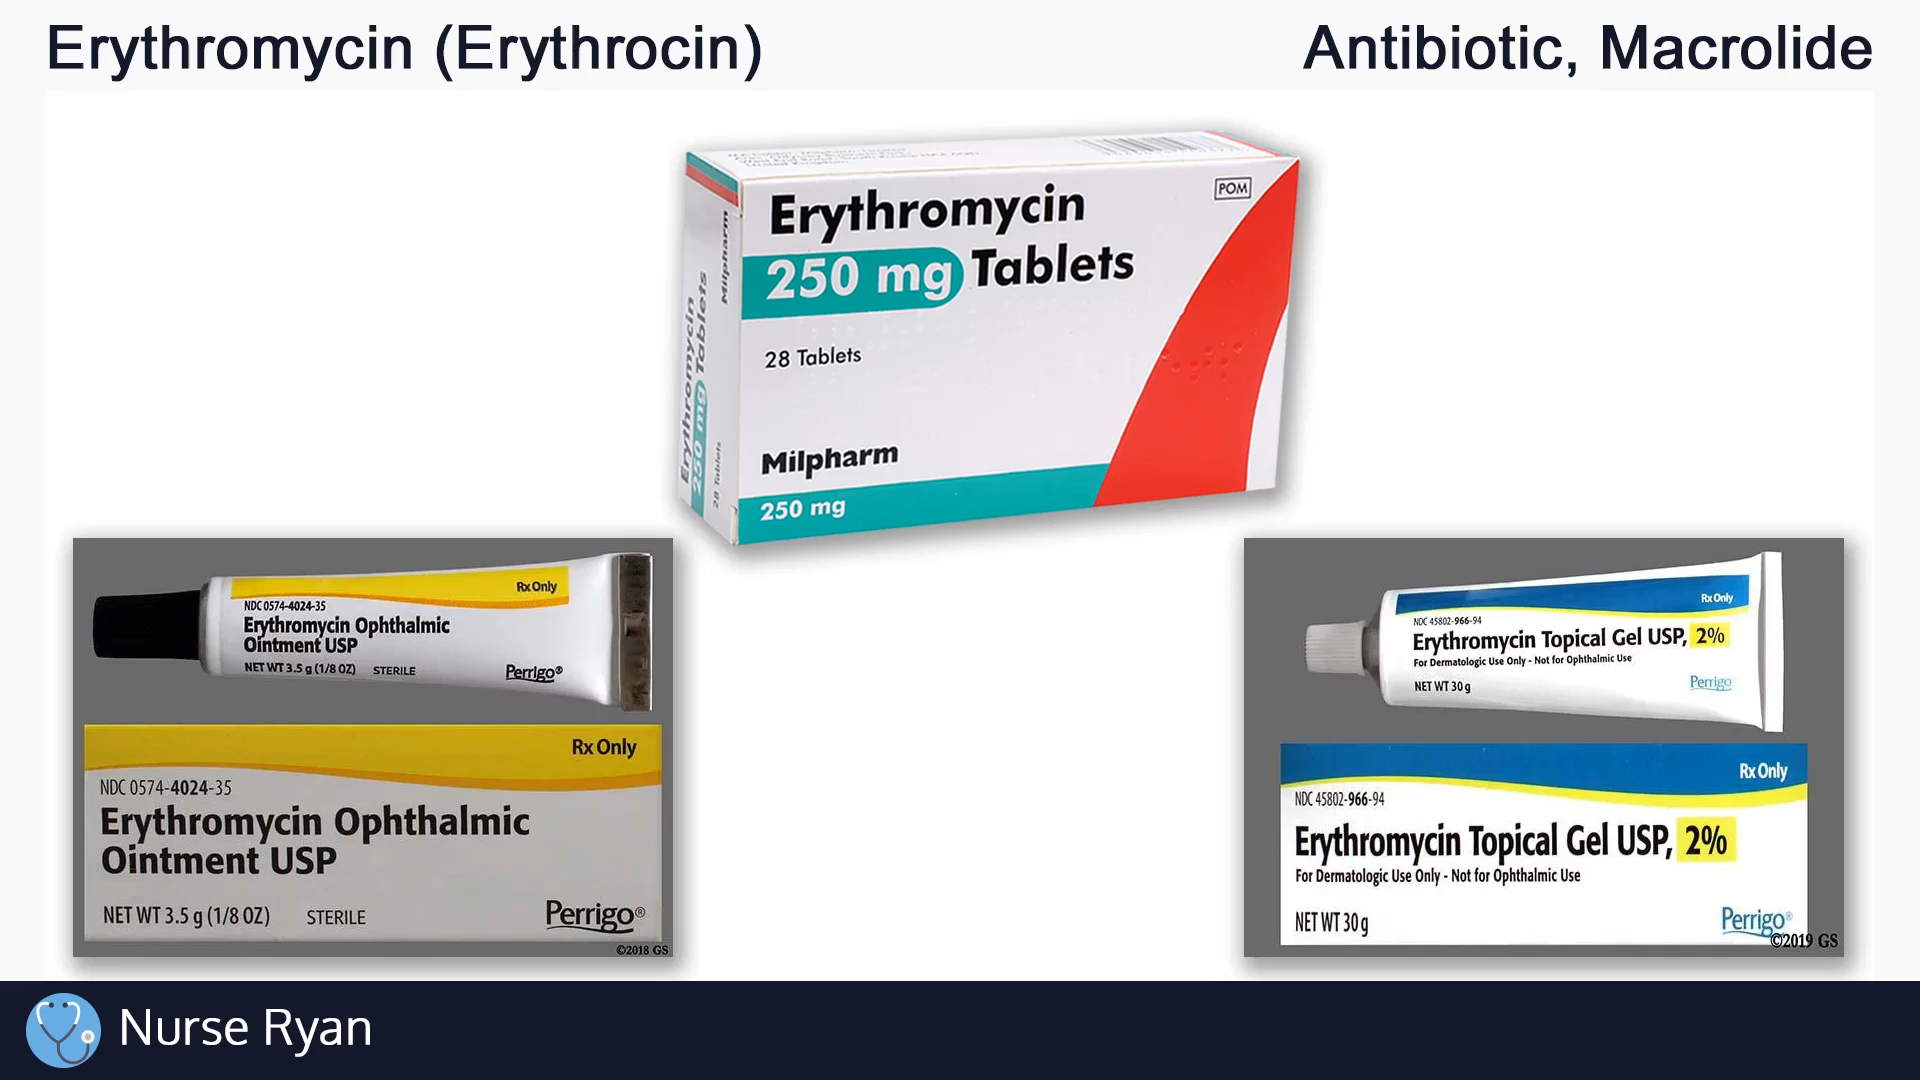 Erythromycin (Erythrocin)
Antibiotic, Macrolide
POM
Erythromycin
250 mg Tablets
28 Tablets
Milpharm
250 mg
Erythromycin
250 mg Tablets
28 Tablets
Milpharm
Rx Only
NDC 0574-4024-35
Erythromycin Ophthalmic
Ointment USP
NET WT 3.5 g (1/8 OZ) STERILE
Perrigo®
Rx Only
NDC 0574-4024-35
Erythromycin Ophthalmic
Ointment USP
NET WT 3.5 g (1/8 OZ) STERILE
Perrigo®
©2018 GS
Rx Only
NDC 45802-966-94
Erythromycin Topical Gel USP, 2%
For Dermatologic Use Only - Not for Ophthalmic Use
NET WT 30 g
Perrigo
Rx Only
NDC 45802-966-94
Erythromycin Topical Gel USP, 2%
For Dermatologic Use Only - Not for Ophthalmic Use
NET WT 30 g
Perrigo®
©2019 GS
Nurse Ryan